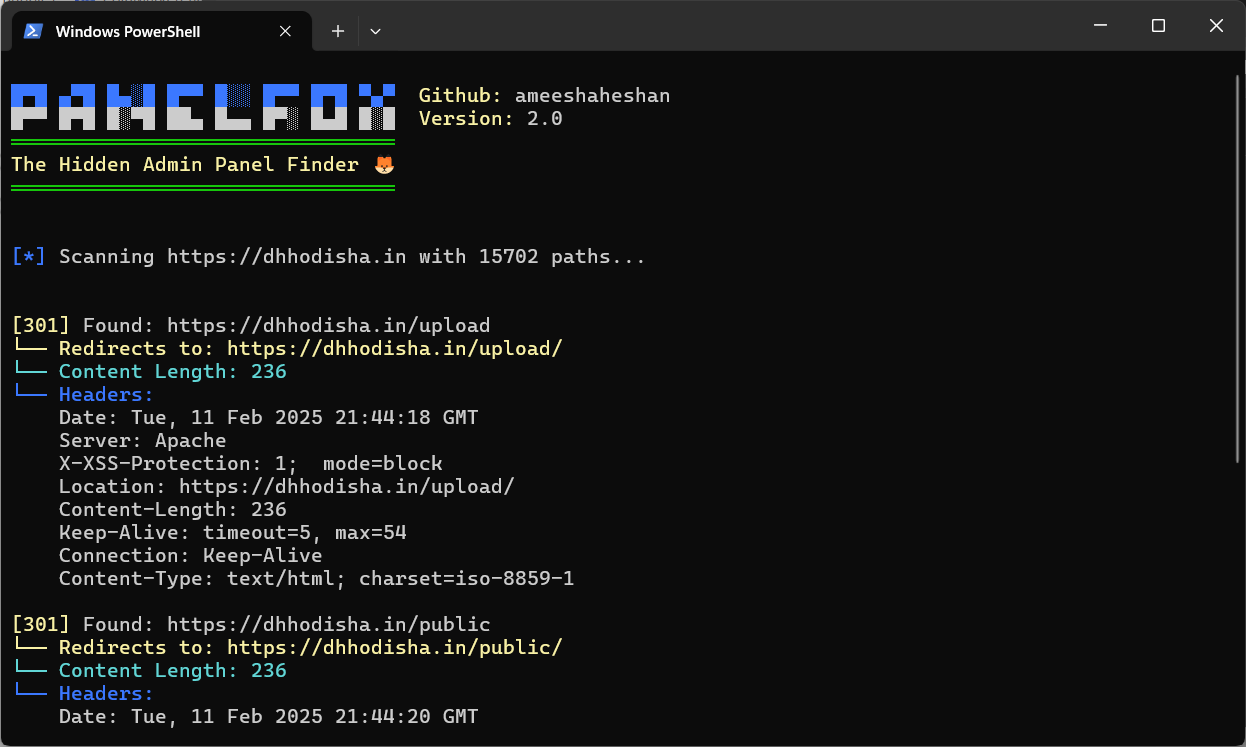 Windows PowerShell
PANELFOX
Github: ameeshaheshan
Version: 2.0
The Hidden Admin Panel Finder
[*] Scanning https://dhhodisha.in with 15702 paths...
[301] Found: https://dhhodisha.in/upload
Redirects to: https://dhhodisha.in/upload/
Content Length: 236
Headers:
Date: Tue, 11 Feb 2025 21:44:18 GMT
Server: Apache
X-XSS-Protection: 1;  mode=block
Location: https://dhhodisha.in/upload/
Content-Length: 236
Keep-Alive: timeout=5, max=54
Connection: Keep-Alive
Content-Type: text/html; charset=iso-8859-1
[301] Found: https://dhhodisha.in/public
Redirects to: https://dhhodisha.in/public/
Content Length: 236
Headers:
Date: Tue, 11 Feb 2025 21:44:20 GMT